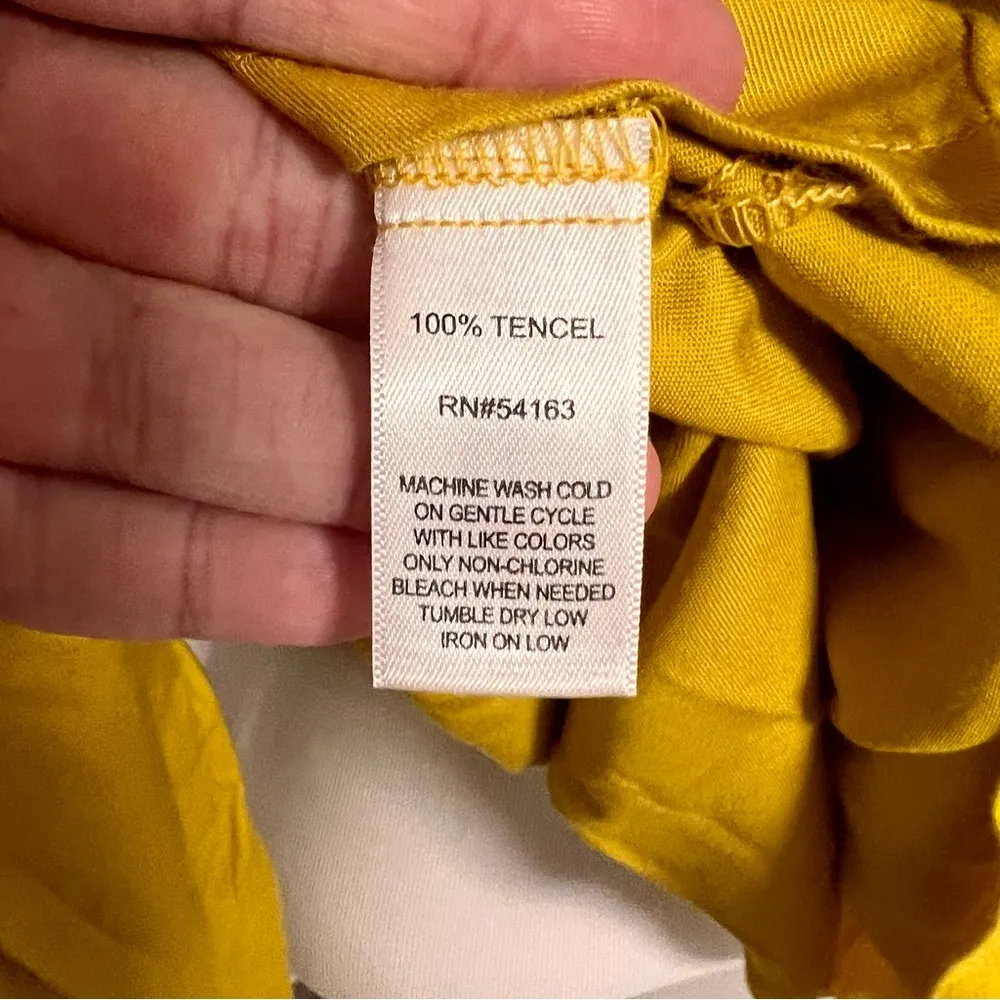 100% TENCEL
RN#54163
MACHINE WASH COLD
ON GENTLE CYCLE
WITH LIKE COLORS
ONLY NON-CHLORINE
BLEACH WHEN NEEDED
TUMBLE DRY LOW
IRON ON LOW